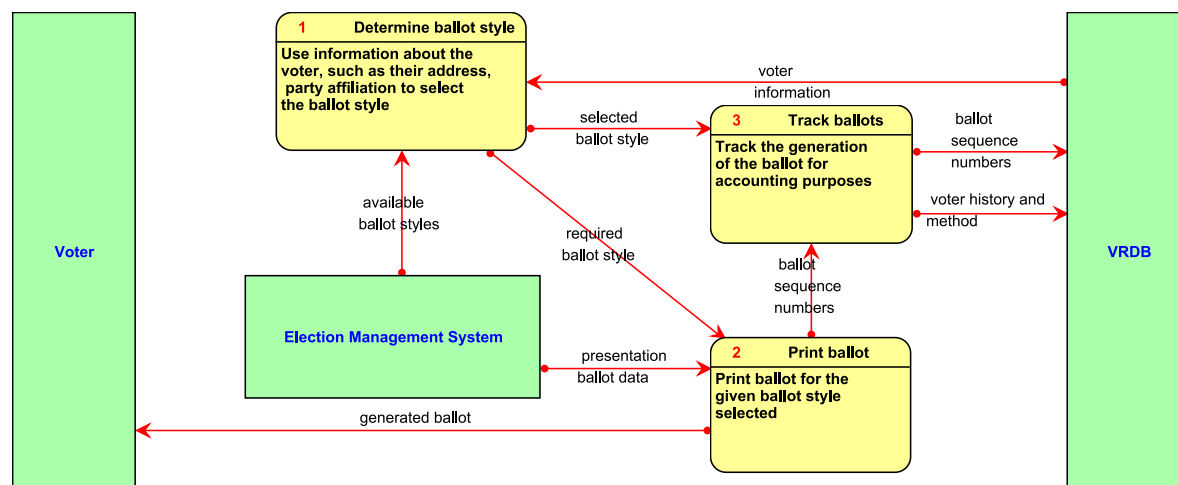 1 Determine ballot style
Use information about the
voter, such as their address,
party affiliation to select
the ballot style
voter
information
selected
ballot style
3 Track ballots
Track the generation
of the ballot for
accounting purposes
ballot
sequence
numbers
voter history and
method
available
ballot styles
Voter
required
ballot style
VRDB
ballot
sequence
numbers
Election Management System
2 Print ballot
presentation
ballot data
Print ballot for the
given ballot style
selected
generated ballot